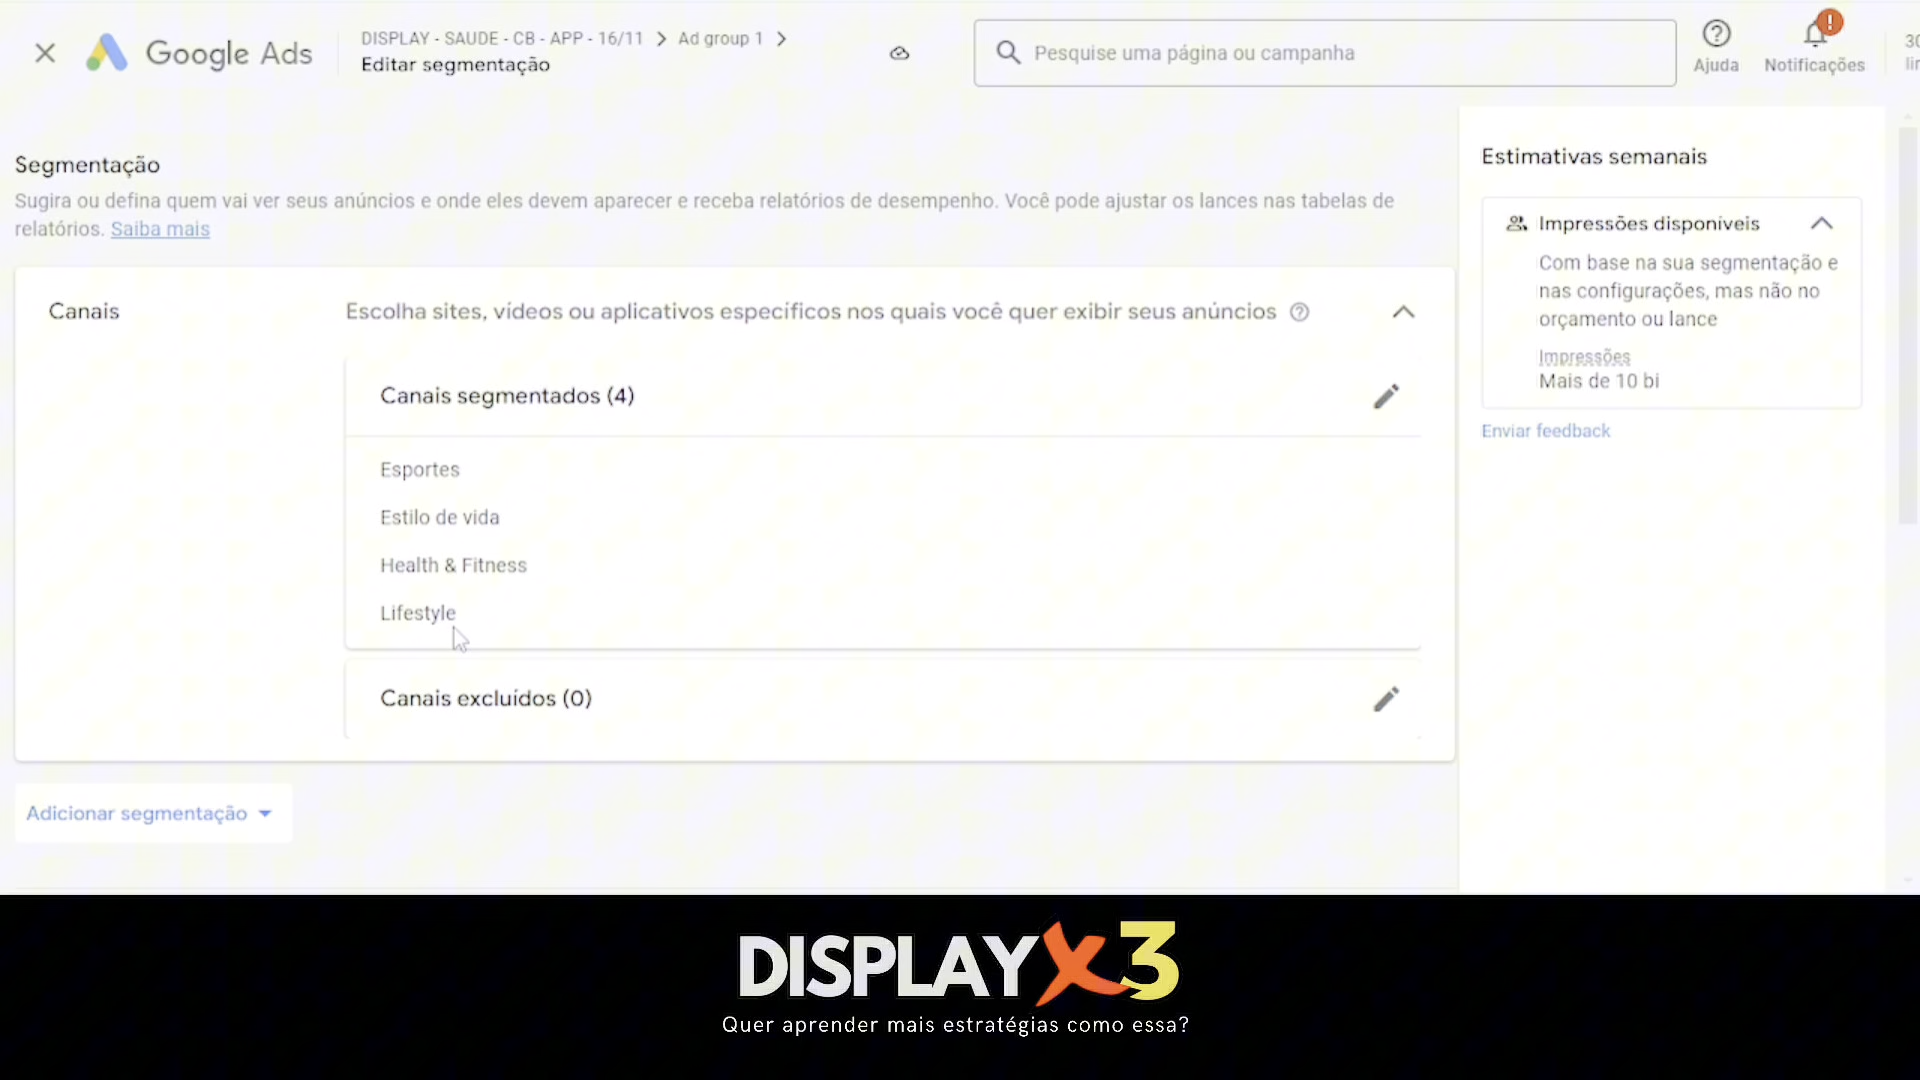 Google Ads
DISPLAY - SAUDE - CB - APP - 16/11 > Ad group 1 >
Editar segmentação
Pesquise uma página ou campanha
Ajuda
Notificações
Segmentação
Sugira ou defina quem vai ver seus anúncios e onde eles devem aparecer e receba relatórios de desempenho. Você pode ajustar os lances nas tabelas de
relatórios. Saiba mais
Canais
Escolha sites, vídeos ou aplicativos específicos nos quais você quer exibir seus anúncios
Canais segmentados (4)
Esportes
Estilo de vida
Health & Fitness
Lifestyle
Canais excluídos (0)
Adicionar segmentação
Estimativas semanais
Impressões disponíveis
Com base na sua segmentação e
nas configurações, mas não no
orçamento ou lance
Impressões
Mais de 10 bi
Enviar feedback
DISPLAYX3
Quer aprender mais estratégias como essa?